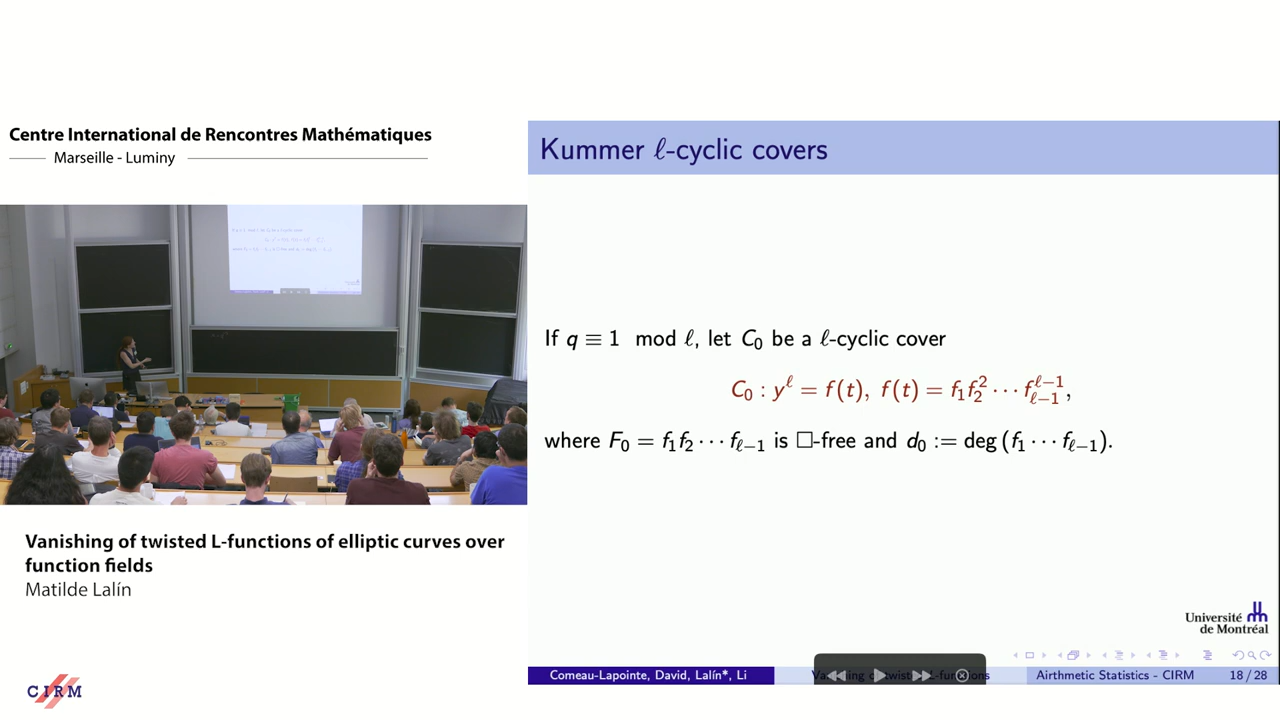 Centre International de Rencontres Mathématiques
Marseille - Luminy
Vanishing of twisted L-functions of elliptic curves over
function fields
Matilde Lalín
CIRM
Kummer ℓ-cyclic covers
If q ≡ 1 mod ℓ, let C₀ be a ℓ-cyclic cover
C₀ : y^ℓ = f(t), f(t) = f₁f₂² ⋯ f_{ℓ−1}^{ℓ−1},
where F₀ = f₁f₂ ⋯ f_{ℓ−1} is □-free and d₀ := deg (f₁ ⋯ f_{ℓ−1}).
Université
de Montréal
Comeau-Lapointe, David, Lalín*, Li
Airthmetic Statistics - CIRM
18 / 28